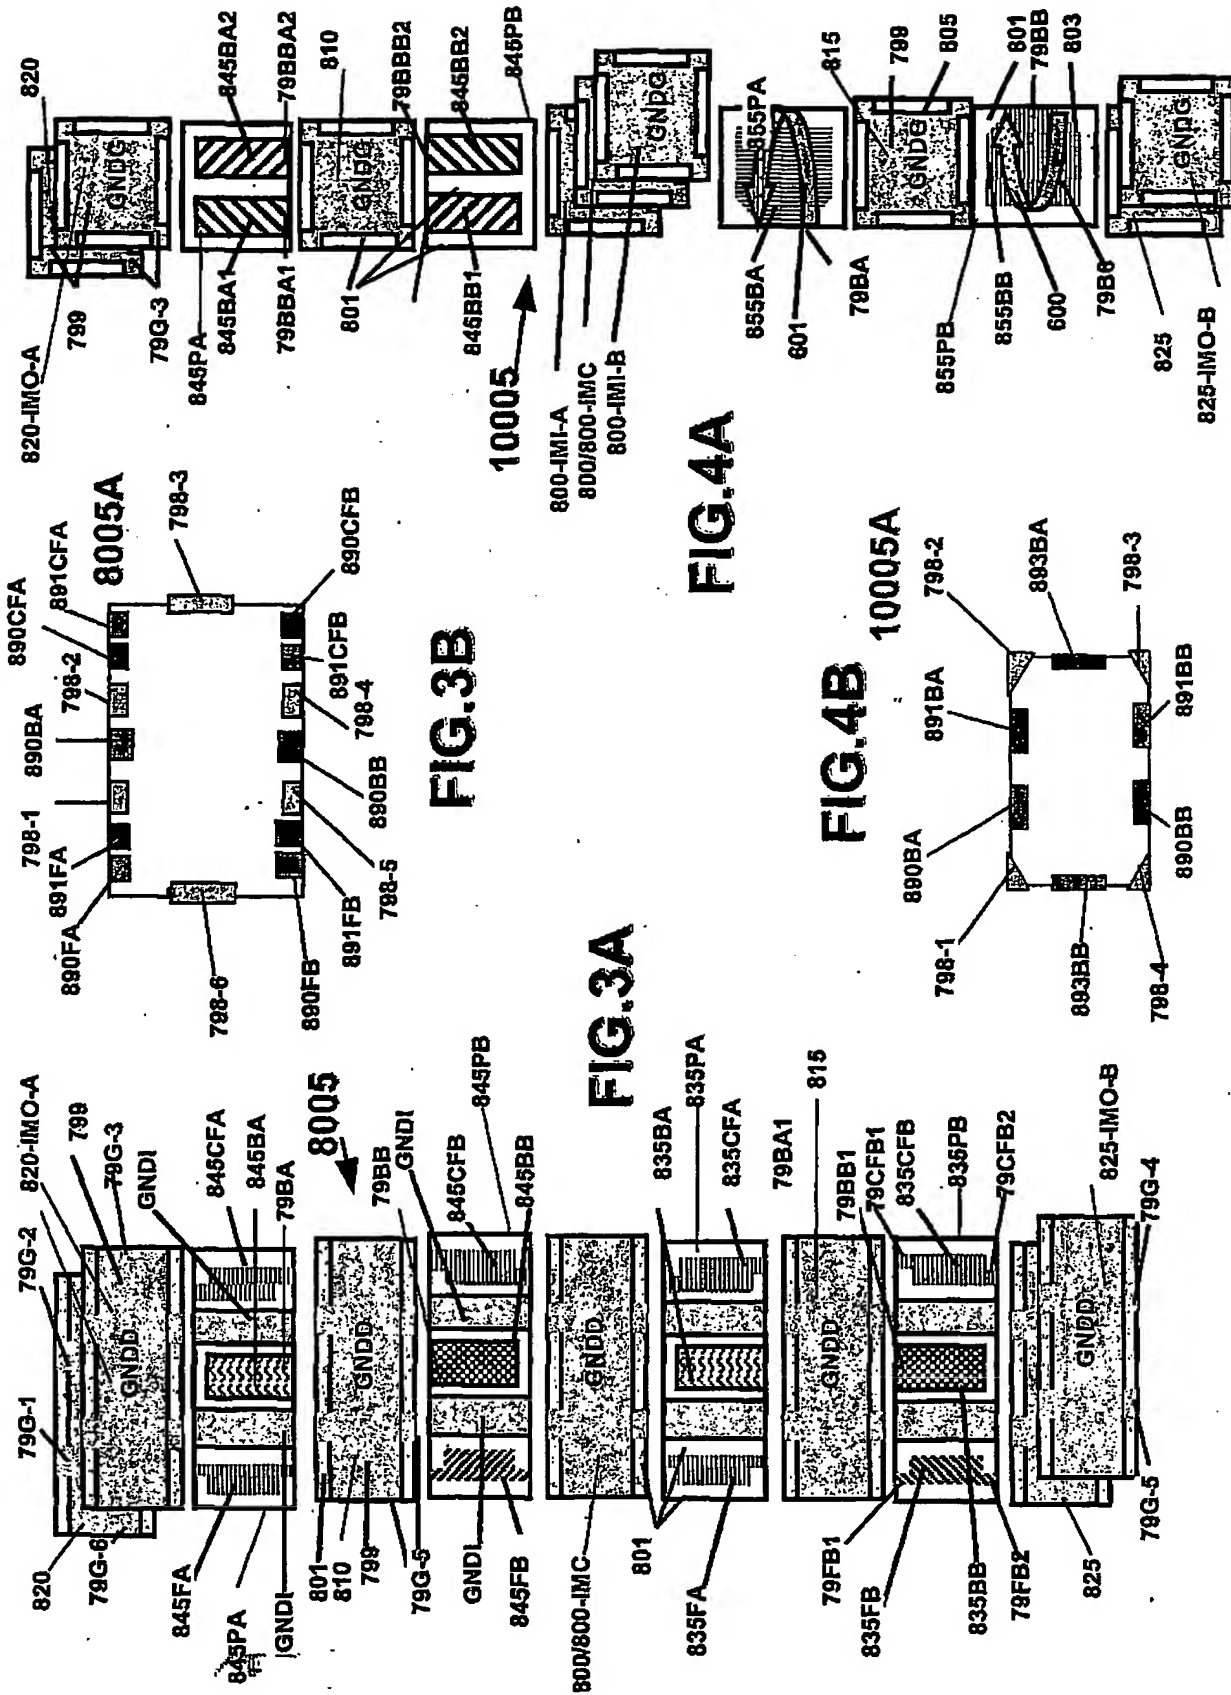 820-IMO-A
799
79G-3
820
845PA
845BA1
79BBA1
845BA2
79BBA2
GNDG
801
810
GNDG
79BBB2
845BB1
845BB2
845PB
10005
800-IMI-A
800/800-IMC
800-IMI-B
GNDG
FIG.4A
855BA
601
79BA
855PA
815
799
GNDG
805
855PB
855BB
600
79B6
801
79BB
803
825
825-IMO-B
GNDG
890FA
891FA
798-1
890BA
798-2
890CFA
891CFA
8005A
798-3
798-6
890FB
891FB
798-5
890BB
798-4
891CFB
890CFB
FIG.3B
FIG.4B
10005A
798-1
890BA
891BA
798-2
893BB
893BA
798-4
890BB
891BB
798-3
820
79G-6
79G-1
79G-2
820-IMO-A
799
79G-3
GNDD
845FA
845PA
GNDI
GNDI
845CFA
845BA
79BA
8005
801
810
799
79G-5
GNDD
79BB
GNDI
845CFB
845PB
GNDI
845FB
845BB
FIG.3A
800/800-IMC
GNDD
835BA
835PA
801
835FA
835CFA
79BA1
815
GNDD
79BB1
79CFB1
835CFB
835PB
79CFB2
79FB1
835FB
835BB
79FB2
825
GNDD
825-IMO-B
79G-4
79G-5